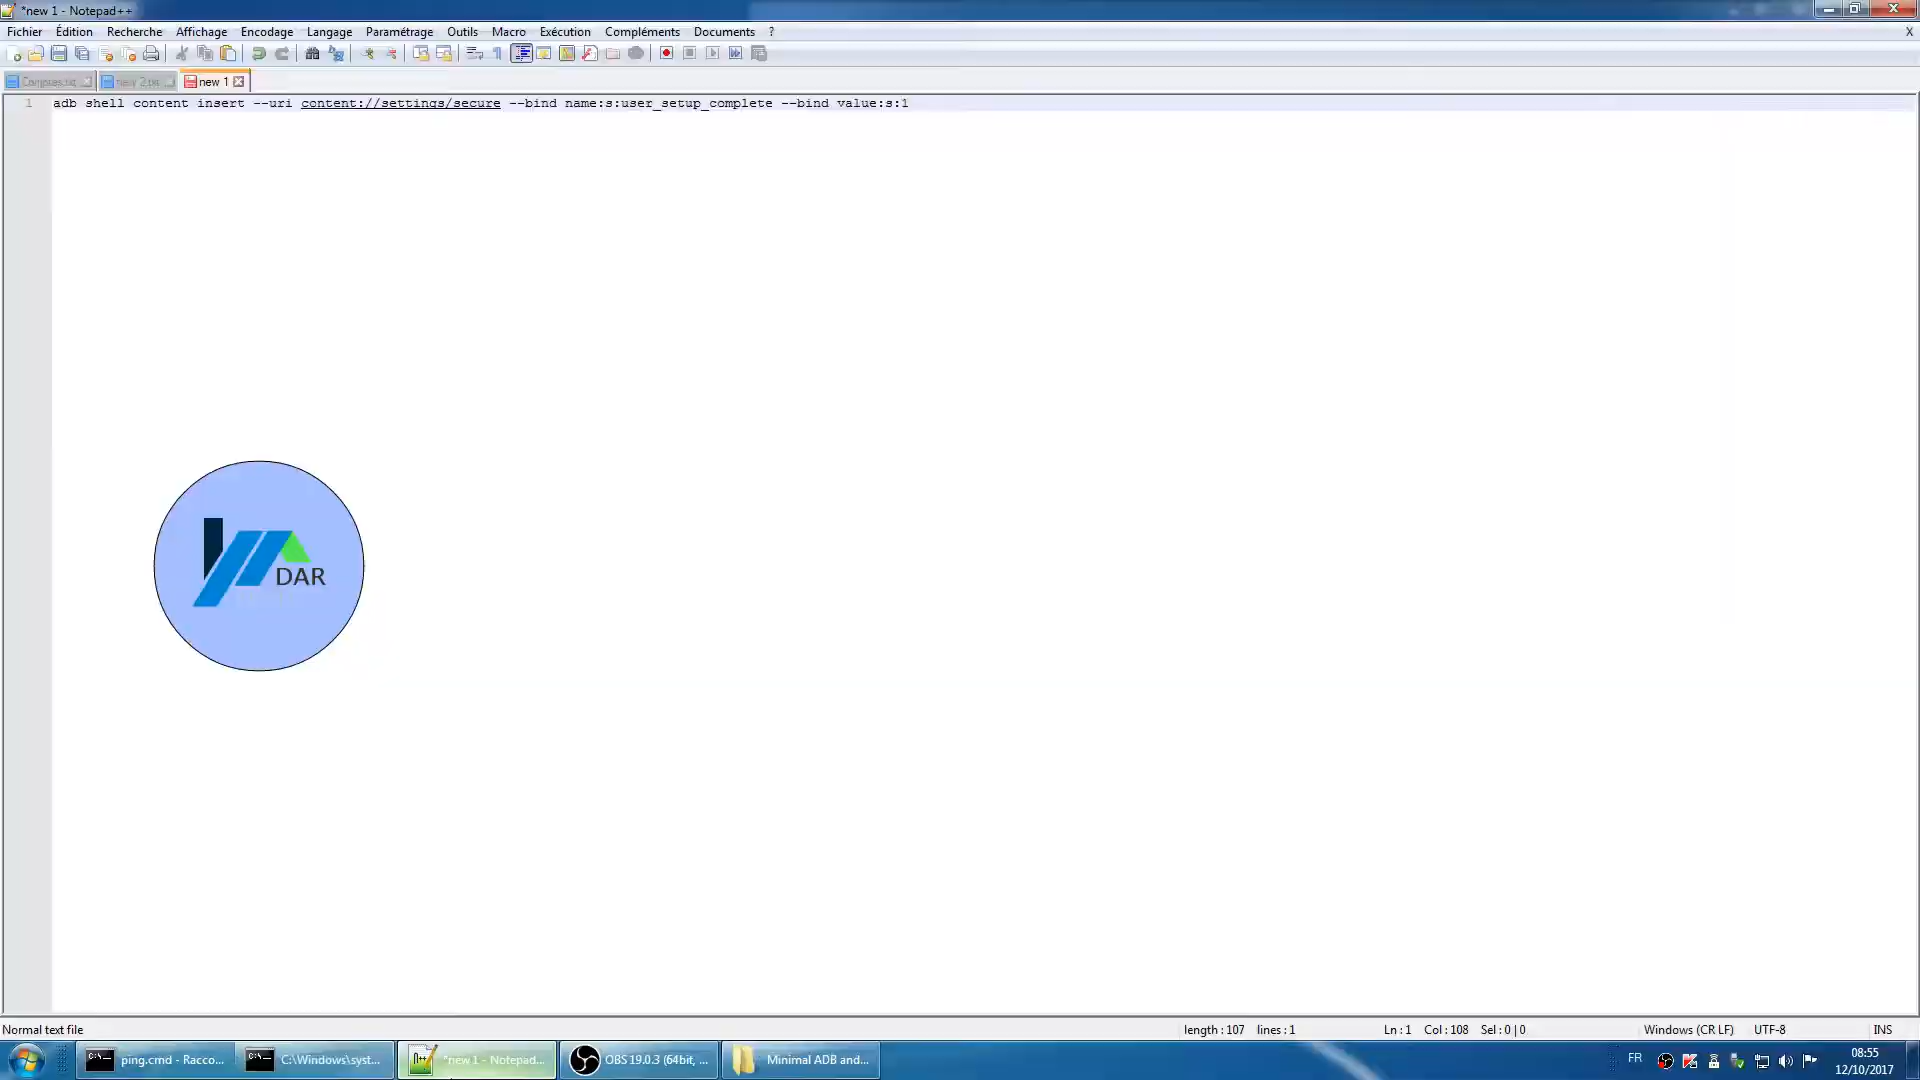 *new 1 - Notepad++
Fichier Édition Recherche Affichage Encodage Langage Paramétrage Outils Macro Exécution Compléments Documents ? X
new 2.txt new 1
1 adb shell content insert --uri content://settings/secure --bind name:s:user_setup_complete --bind value:s:1
DAR
Normal text file length : 107 lines : 1 Ln : 1 Col : 108 Sel : 0 | 0 Windows (CR LF) UTF-8 INS
ping.cmd - Racco... C:\Windows\syst... *new 1 - Notepad... OBS 19.0.3 (64bit, ... Minimal ADB and... FR 08:55
12/10/2017